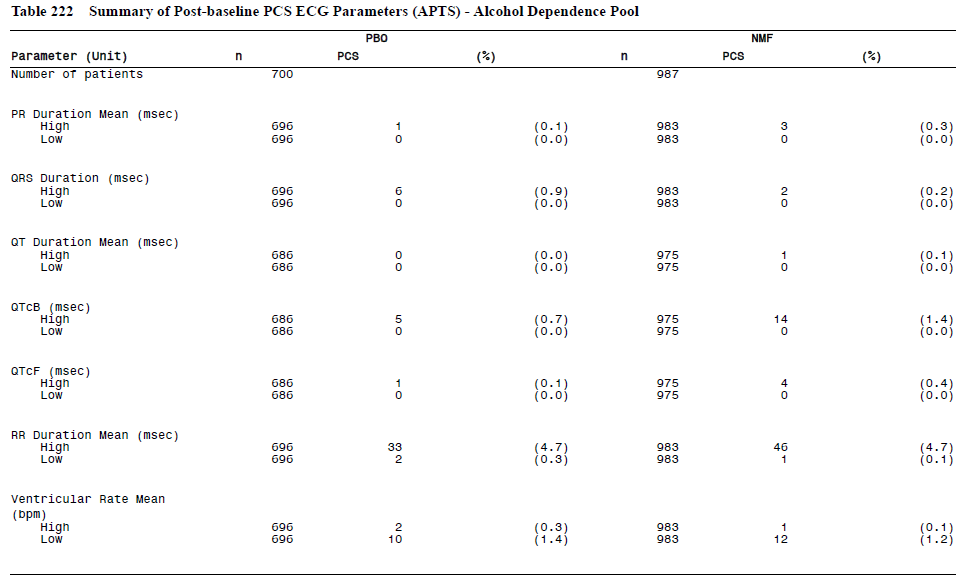 Table 222 Summary of Post-baseline PCS ECG Parameters (APTS) - Alcohol Dependence Pool
PBO NMF
Parameter (Unit) n PCS (%) n PCS (%)
Number of patients 700 987
PR Duration Mean (msec)
High 696 1 (0.1) 983 3 (0.3)
Low 696 0 (0.0) 983 0 (0.0)
QRS Duration (msec)
High 696 6 (0.9) 983 2 (0.2)
Low 696 0 (0.0) 983 0 (0.0)
QT Duration Mean (msec)
High 686 0 (0.0) 975 1 (0.1)
Low 686 0 (0.0) 975 0 (0.0)
QTcB (msec)
High 686 5 (0.7) 975 14 (1.4)
Low 686 0 (0.0) 975 0 (0.0)
QTcF (msec)
High 686 1 (0.1) 975 4 (0.4)
Low 686 0 (0.0) 975 0 (0.0)
RR Duration Mean (msec)
High 696 33 (4.7) 983 46 (4.7)
Low 696 2 (0.3) 983 1 (0.1)
Ventricular Rate Mean
(bpm)
High 696 2 (0.3) 983 1 (0.1)
Low 696 10 (1.4) 983 12 (1.2)